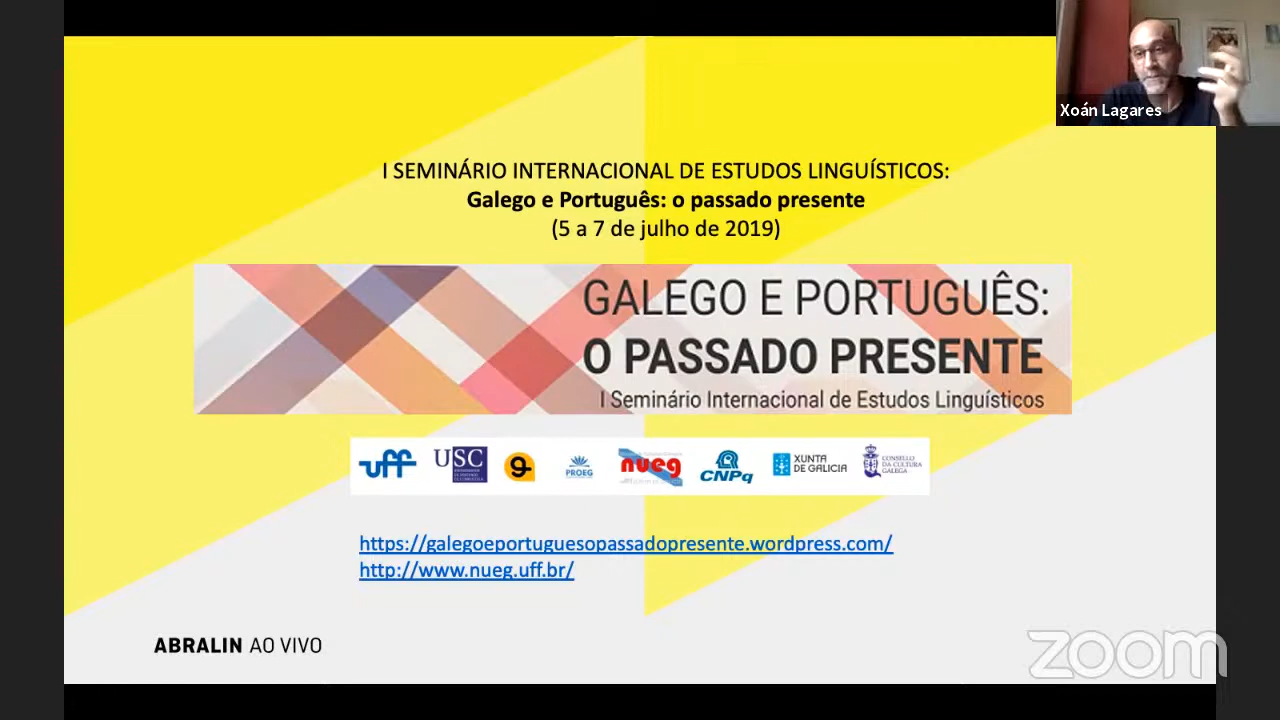 Xoán Lagares
I SEMINÁRIO INTERNACIONAL DE ESTUDOS LINGUÍSTICOS:
Galego e Português: o passado presente
(5 a 7 de julho de 2019)
GALEGO E PORTUGUÊS:
O PASSADO PRESENTE
I Seminário Internacional de Estudos Linguísticos
uff
USC
PROEG
nueg
CNPq
XUNTA
DE GALICIA
CONSELLO
DA CULTURA
GALEGA
https://galegoeportuguesopassadopresente.wordpress.com/
http://www.nueg.uff.br/
ABRALIN AO VIVO
zoom